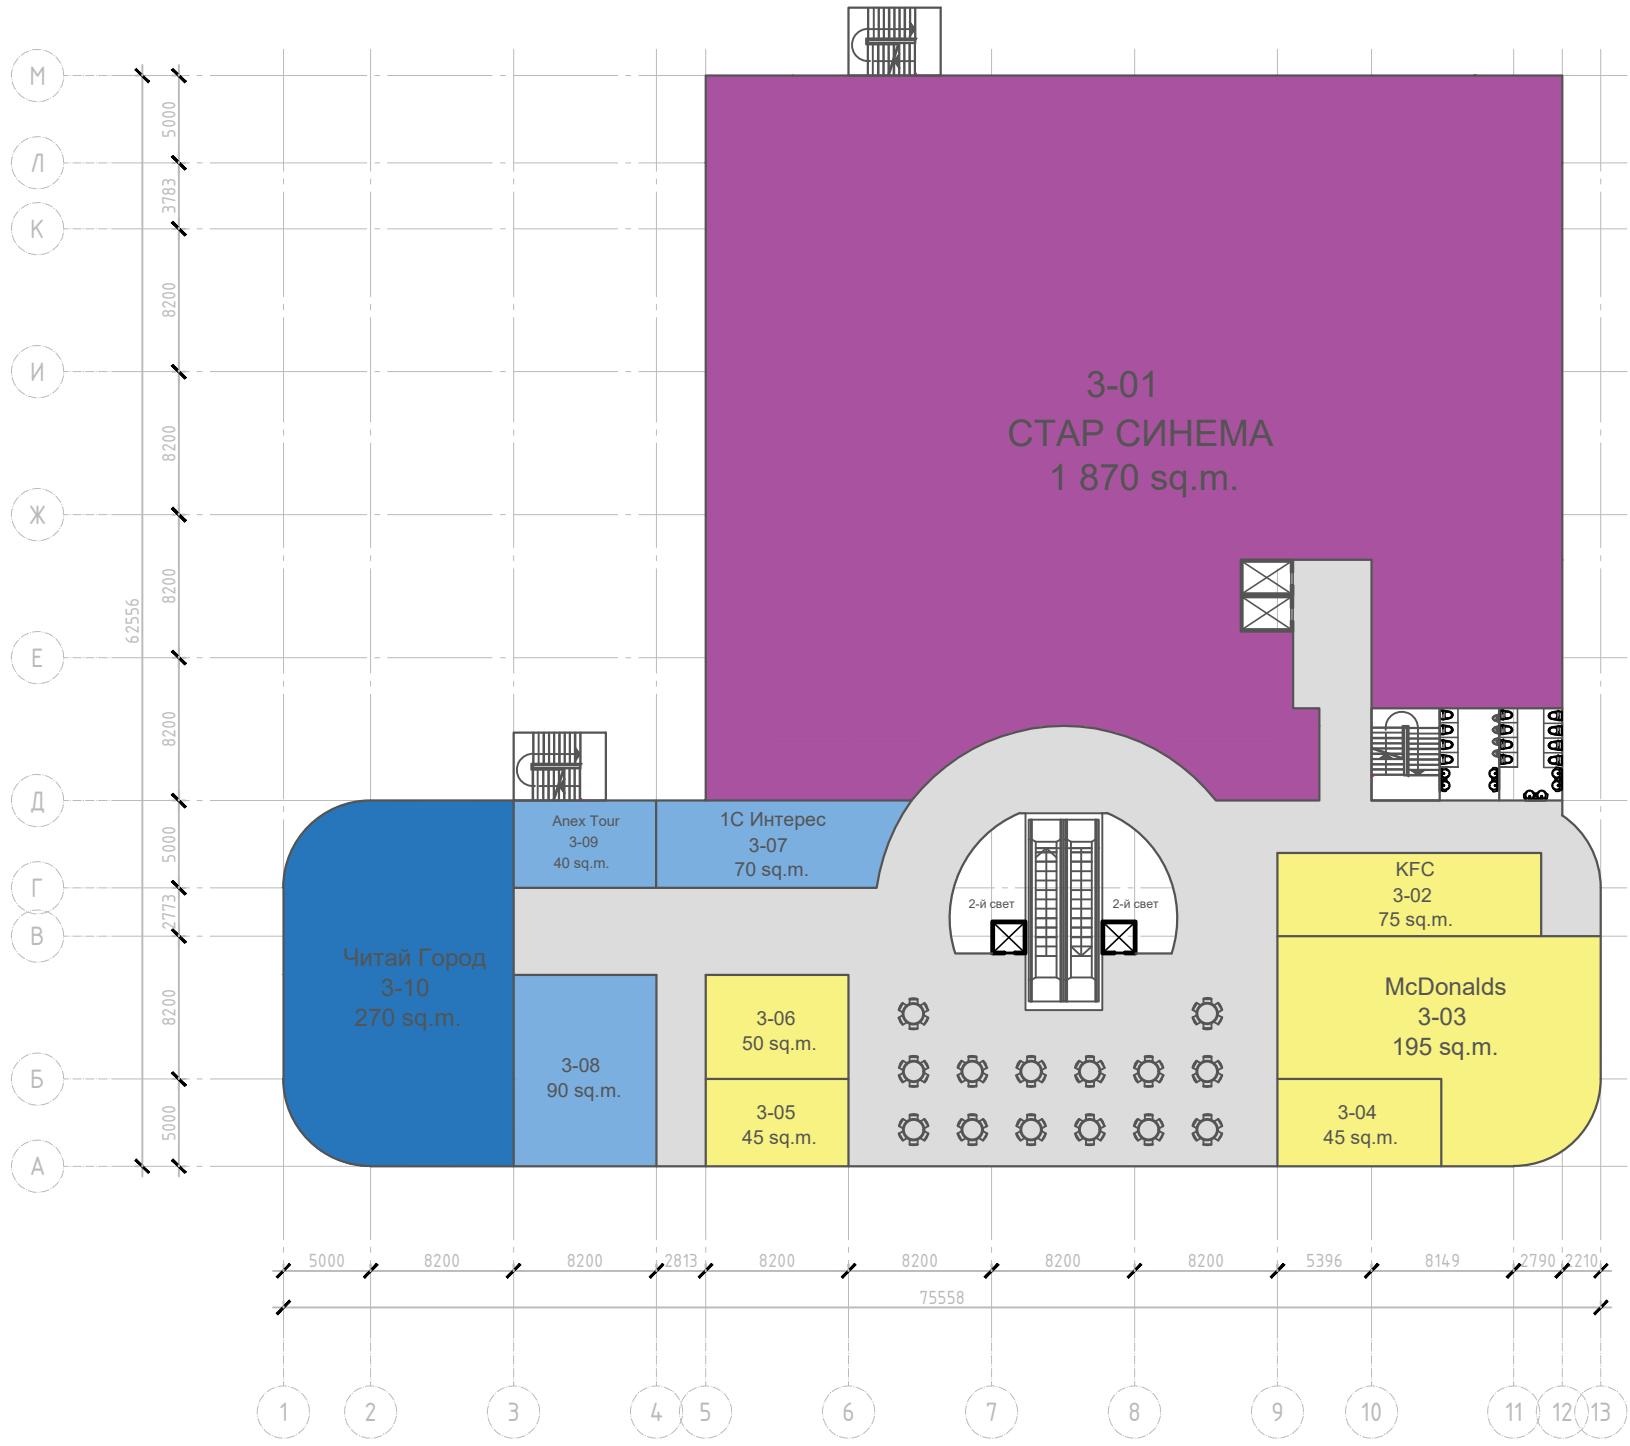 М
5000
Л
3783
К
8200
И
8200
Ж
8200
62556
Е
8200
Д
5000
Г
2773
В
8200
Б
5000
А
3-01
СТАР СИНЕМА
1 870 sq.m.
Anex Tour
3-09
40 sq.m.
1С Интерес
3-07
70 sq.m.
2-й свет
2-й свет
KFC
3-02
75 sq.m.
Читай Город
3-10
270 sq.m.
McDonalds
3-03
195 sq.m.
3-08
90 sq.m.
3-06
50 sq.m.
3-05
45 sq.m.
3-04
45 sq.m.
5000 8200 8200 2813 8200 8200 8200 8200 5396 8149 2790 2210
75558
1 2 3 4 5 6 7 8 9 10 11 12 13